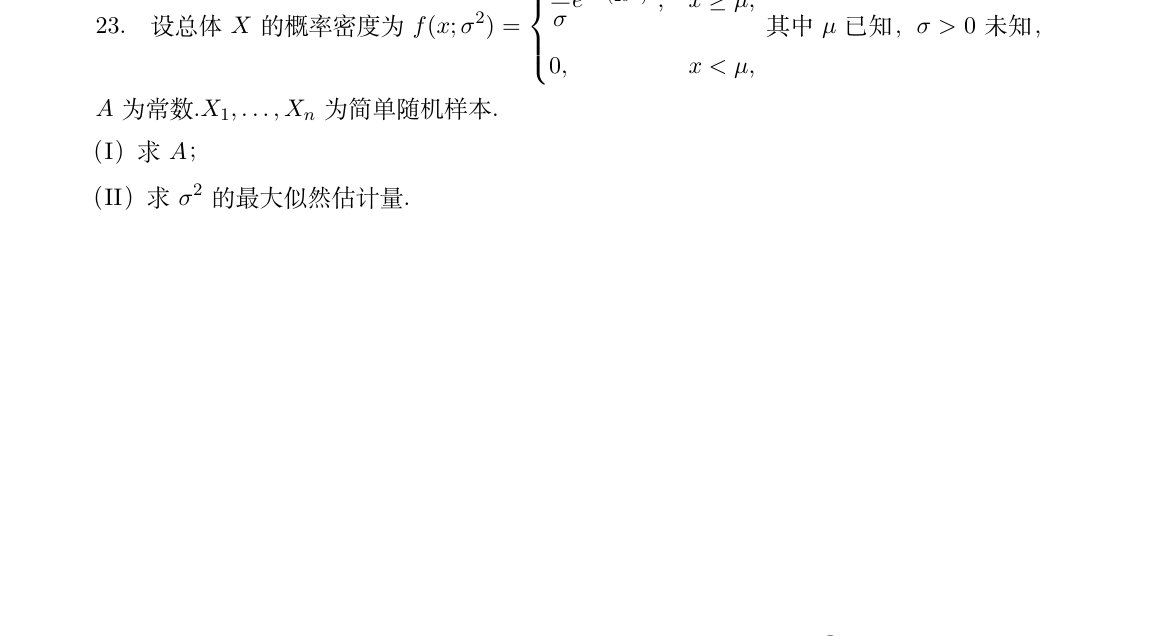 23. 设总体 X 的概率密度为 f(x; σ²) = { σ e , x ≥ μ, 其中 μ 已知, σ > 0 未知,
0, x < μ,
A 为常数.X₁, . . . , Xₙ 为简单随机样本.
(I) 求 A;
(II) 求 σ² 的最大似然估计量.